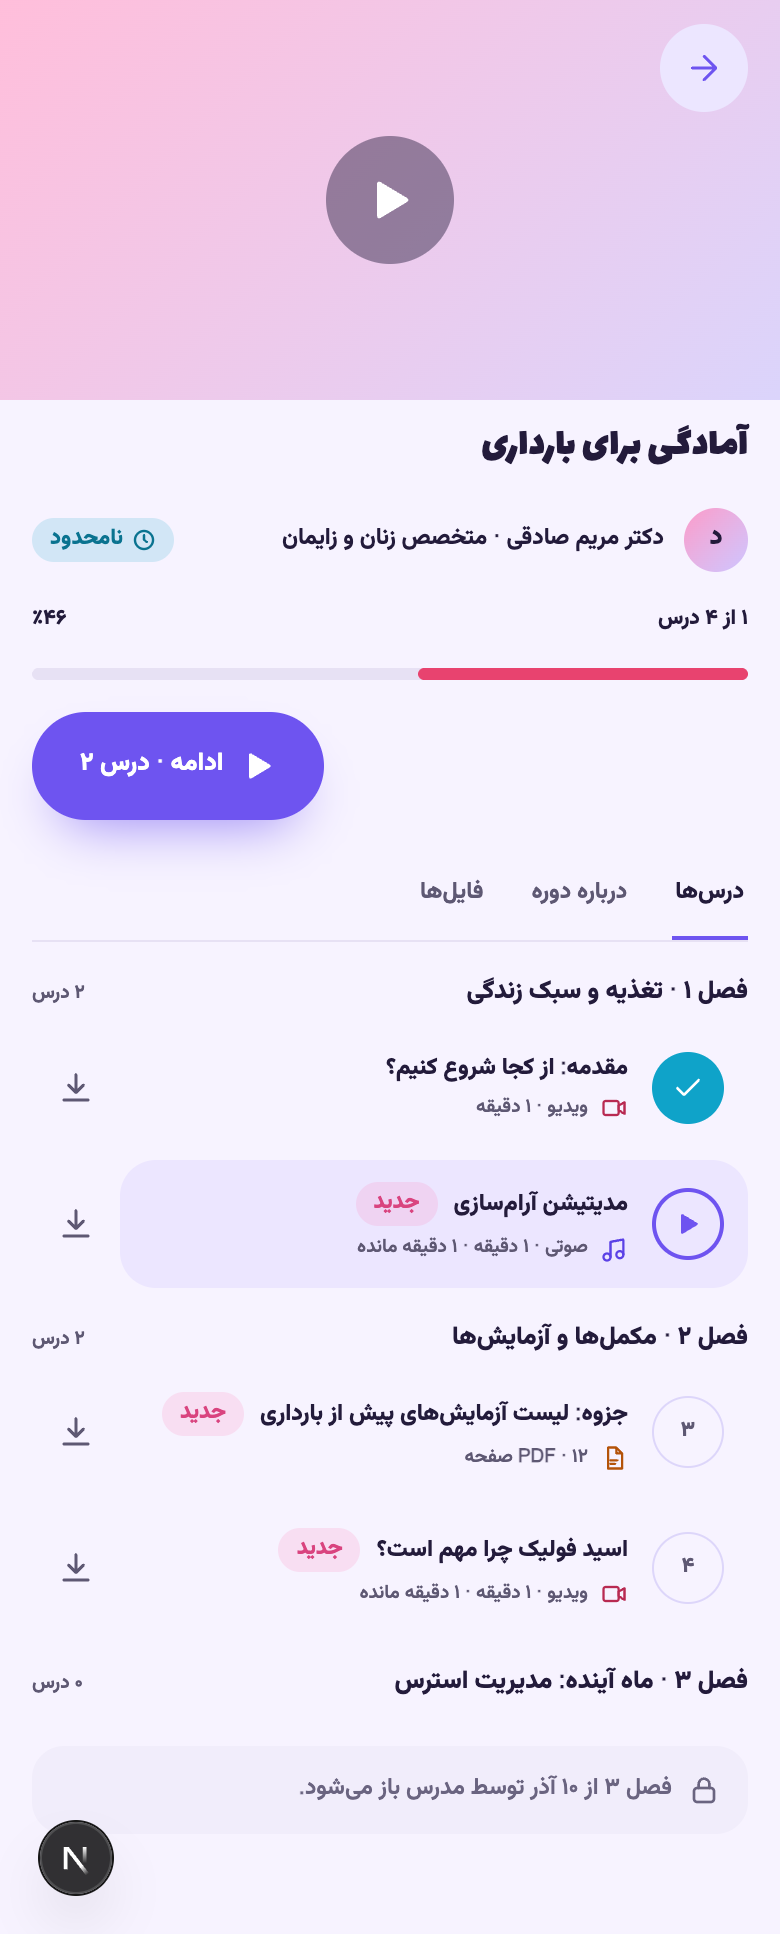 آمادگی برای بارداری
د
دکتر مریم صادقی · متخصص زنان و زایمان
نامحدود
۱ از ۴ درس
٪۴۶
ادامه · درس ۲
درس‌ها
درباره دوره
فایل‌ها
فصل ۱ · تغذیه و سبک زندگی
۲ درس
مقدمه: از کجا شروع کنیم؟
ویدیو · ۱ دقیقه
مدیتیشن آرام‌سازی
جدید
صوتی · ۱ دقیقه · ۱ دقیقه مانده
فصل ۲ · مکمل‌ها و آزمایش‌ها
۲ درس
۳
جزوه: لیست آزمایش‌های پیش از بارداری
جدید
PDF · ۱۲ صفحه
۴
اسید فولیک چرا مهم است؟
جدید
ویدیو · ۱ دقیقه · ۱ دقیقه مانده
فصل ۳ · ماه آینده: مدیریت استرس
۰ درس
فصل ۳ از ۱۰ آذر توسط مدرس باز می‌شود.
N